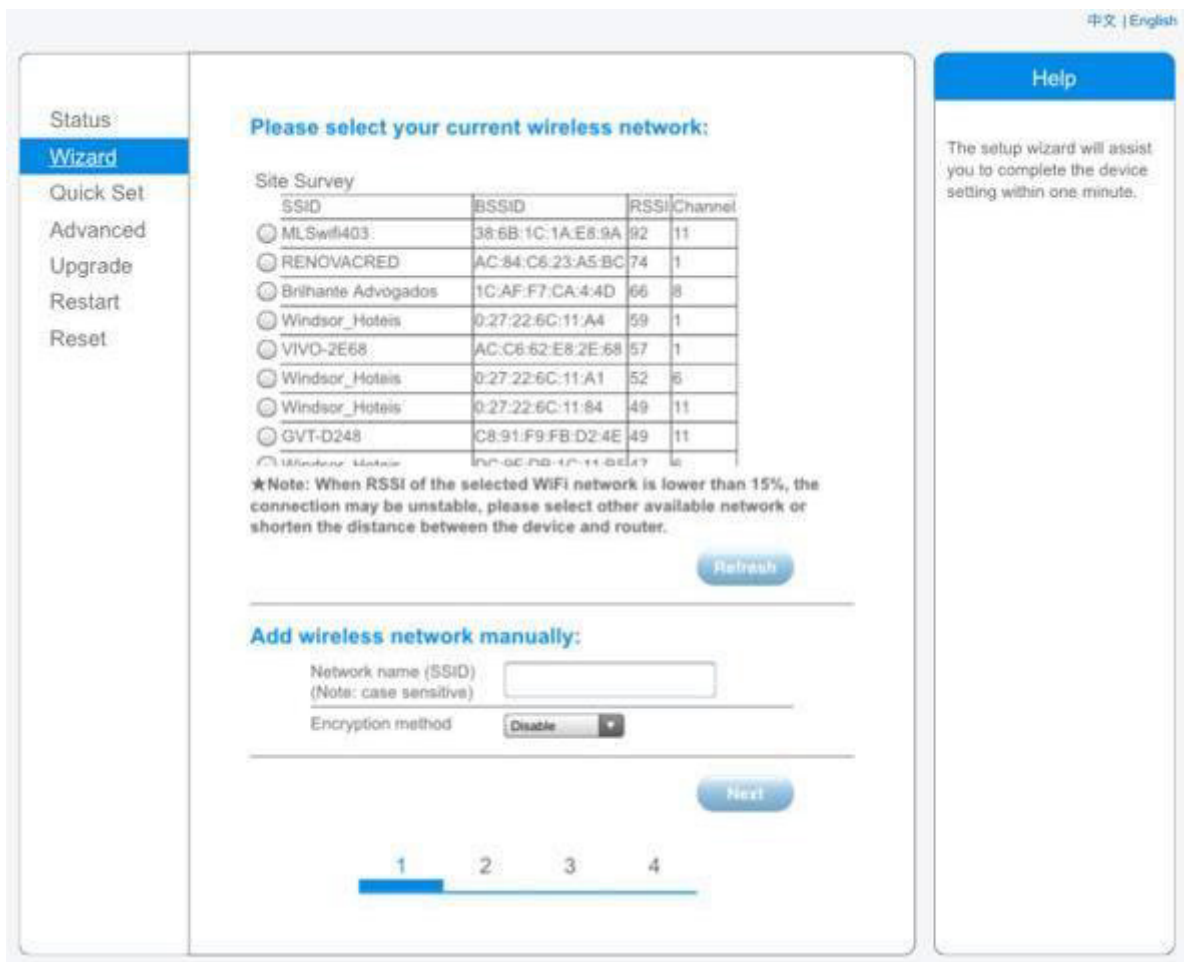 中文 | English
Status
Wizard
Quick Set
Advanced
Upgrade
Restart
Reset
Please select your current wireless network:
Site Survey
SSID BSSID RSSI Channel
MLSwifi403 38:6B:1C:1A:E8:9A 92 11
RENOVACRED AC:84:C6:23:A5:BC 74 1
Brilhante Advogados 1C:AF:F7:CA:4:4D 66 8
Windsor_Hoteis 0:27:22:6C:11:A4 59 1
VIVO-2E68 AC:C6:62:E8:2E:68 57 1
Windsor_Hoteis 0:27:22:6C:11:A1 52 6
Windsor_Hoteis 0:27:22:6C:11:84 49 11
GVT-D248 C8:91:F9:FB:D2:4E 49 11
★Note: When RSSI of the selected WiFi network is lower than 15%, the
connection may be unstable, please select other available network or
shorten the distance between the device and router.
Refresh
Add wireless network manually:
Network name (SSID)
(Note: case sensitive)
Encryption method Disable
Next
1 2 3 4
Help
The setup wizard will assist
you to complete the device
setting within one minute.